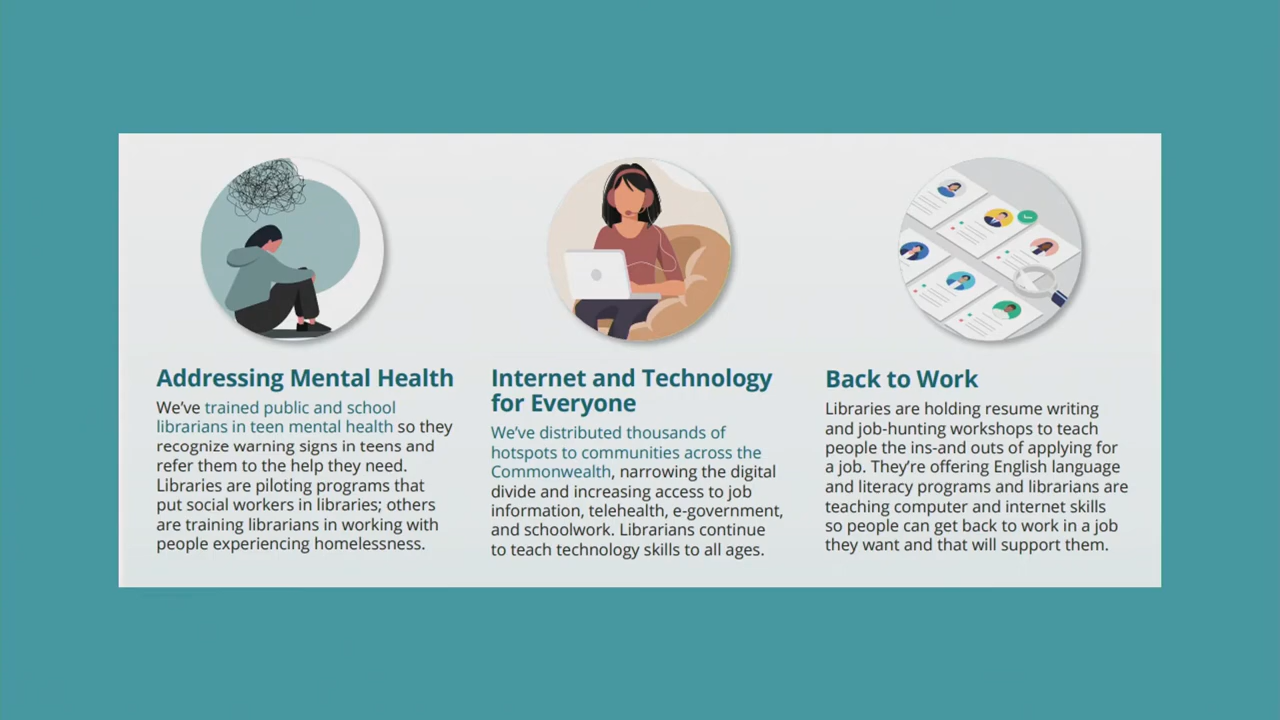 Addressing Mental Health
We've trained public and school
librarians in teen mental health so they
recognize warning signs in teens and
refer them to the help they need.
Libraries are piloting programs that
put social workers in libraries; others
are training librarians in working with
people experiencing homelessness.
Internet and Technology
for Everyone
We've distributed thousands of
hotspots to communities across the
Commonwealth, narrowing the digital
divide and increasing access to job
information, telehealth, e-government,
and schoolwork. Librarians continue
to teach technology skills to all ages.
Back to Work
Libraries are holding resume writing
and job-hunting workshops to teach
people the ins-and outs of applying for
a job. They're offering English language
and literacy programs and librarians are
teaching computer and internet skills
so people can get back to work in a job
they want and that will support them.